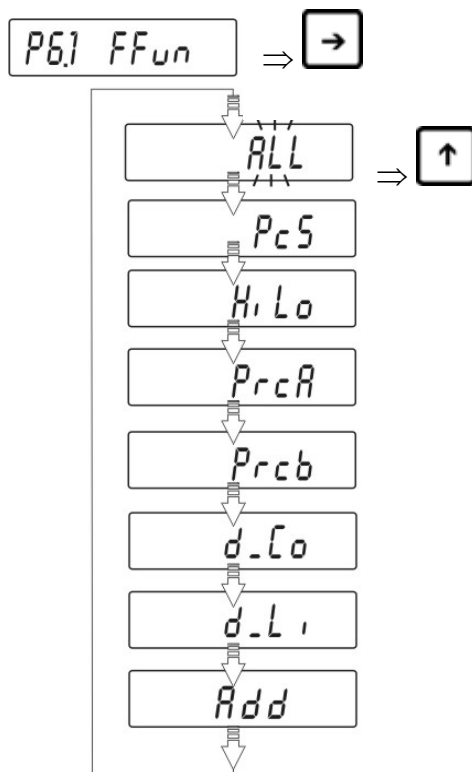 P6.1 FFun ⇒ →
ALL ⇒ ↑
PcS
HiLo
PrcA
Prcb
d_Co
d_Li
Add